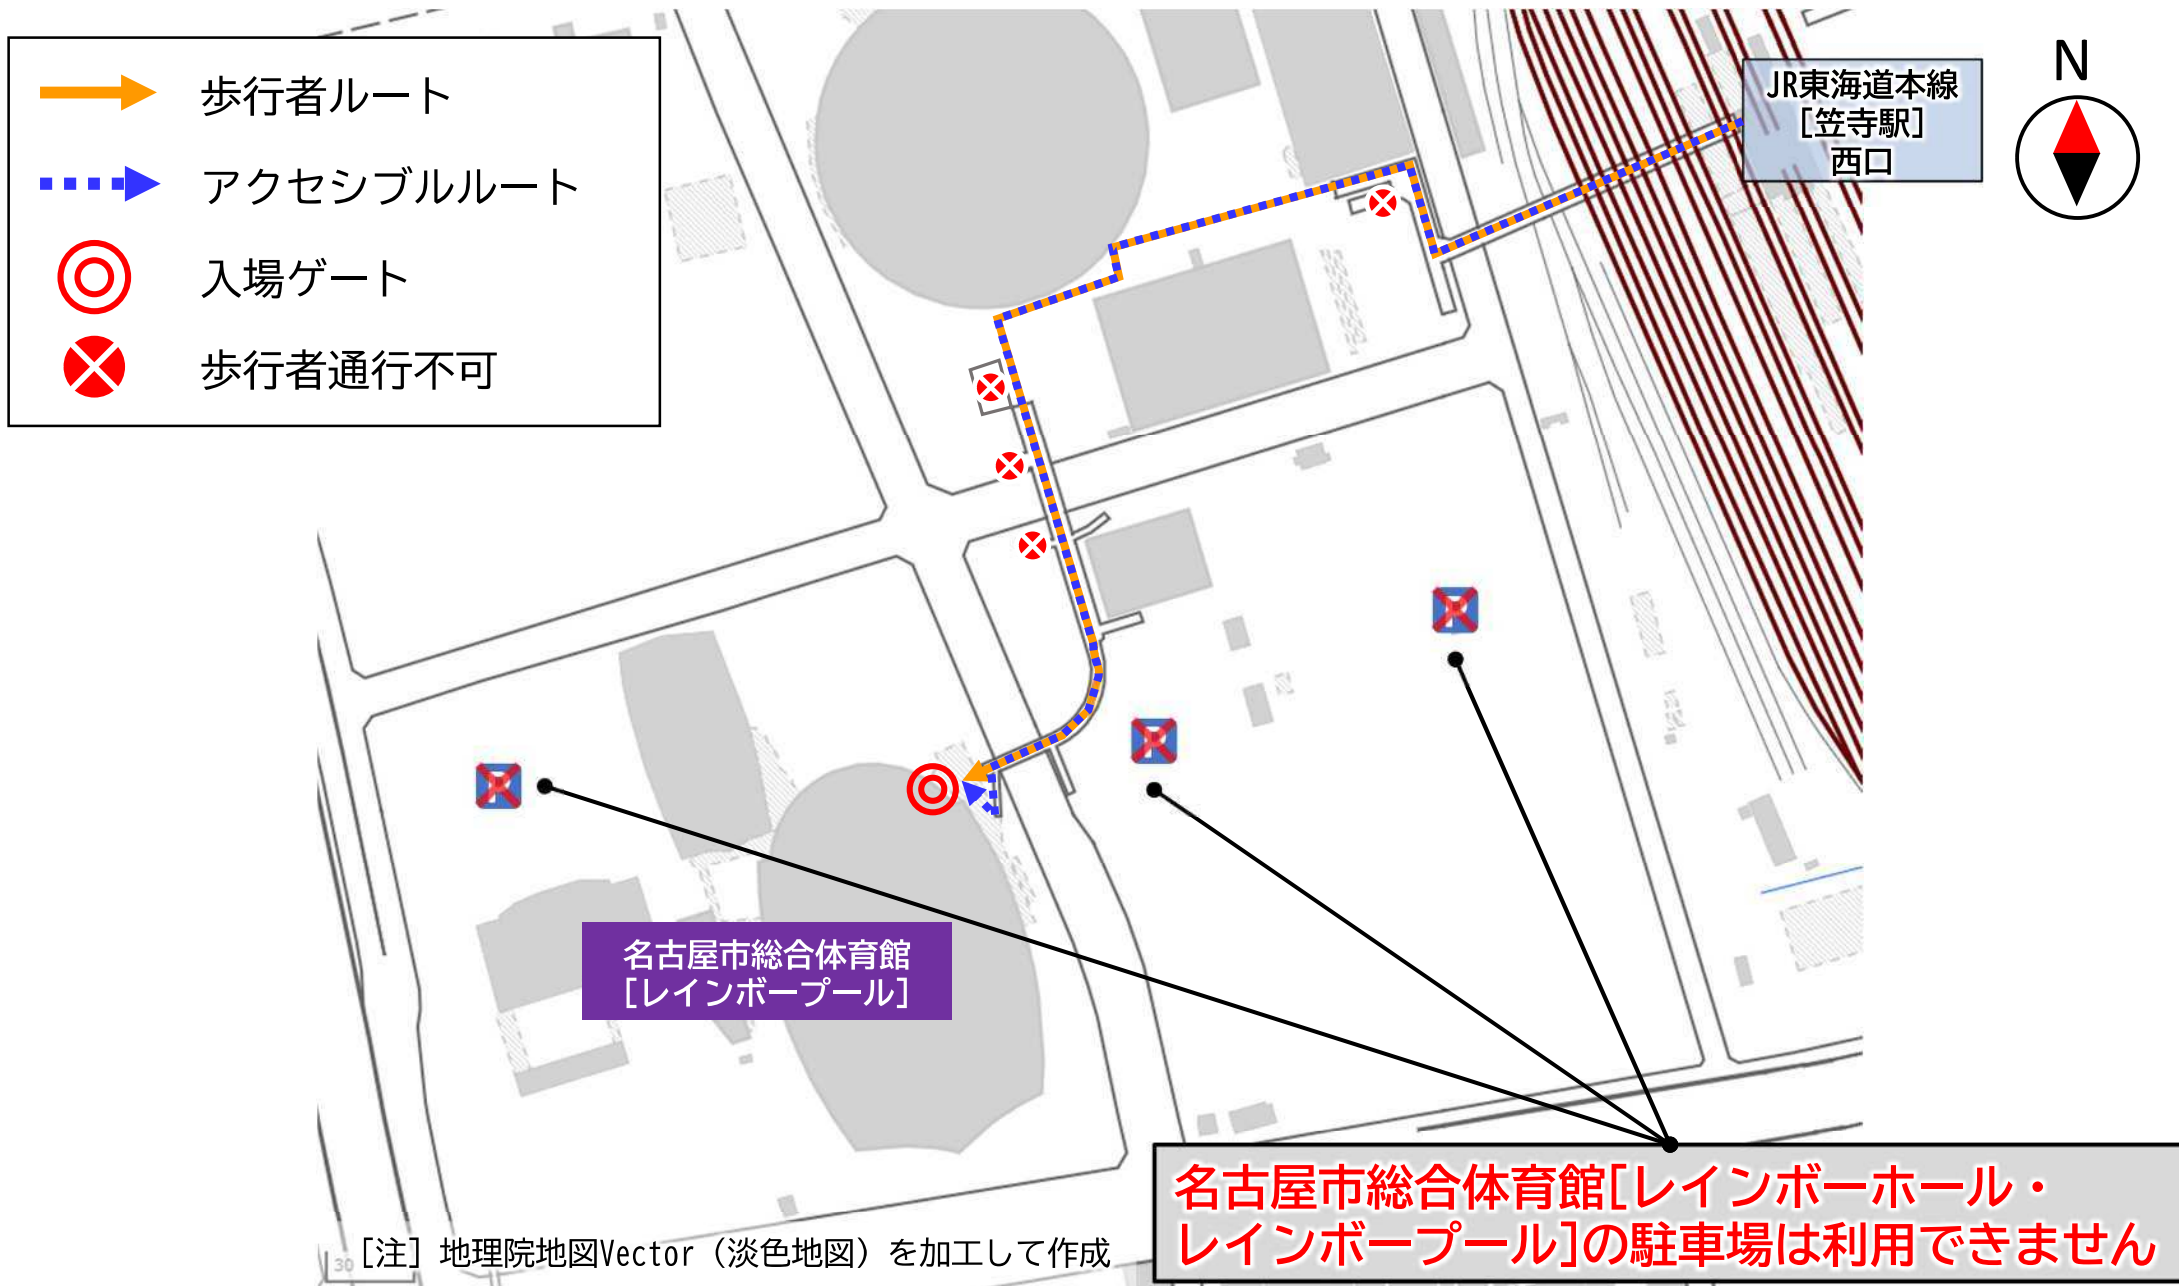 歩行者ルート
アクセシブルルート
入場ゲート
歩行者通行不可
JR東海道本線
[笠寺駅]
西口
N
P
P
P
名古屋市総合体育館
[レインボープール]
名古屋市総合体育館[レインボーホール・
レインボープール]の駐車場は利用できません
30
[注] 地理院地図Vector（淡色地図）を加工して作成